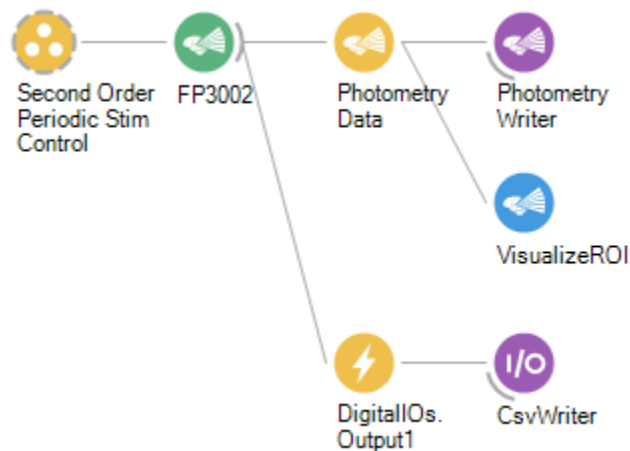 Second Order
Periodic Stim
Control
FP3002
Photometry
Data
Photometry
Writer
VisualizeROI
DigitalIOs.
Output1
I/O
CsvWriter